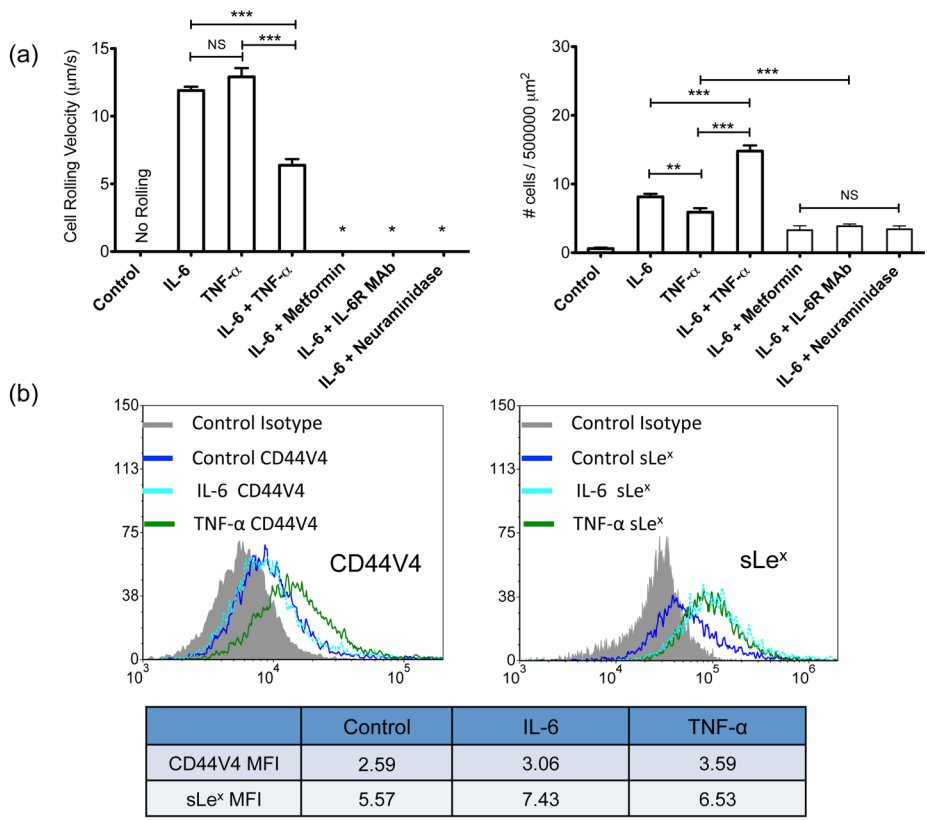 (a)
***
NS
***
15
10
5
0
Cell Rolling Velocity (μm/s)
No Rolling
*
*
*
Control
IL-6
TNF-α
IL-6 + TNF-α
IL-6 + Metformin
IL-6 + IL-6R MAb
IL-6 + Neuraminidase
***
***
***
**
NS
30
20
10
0
# cells / 500000 μm²
Control
IL-6
TNF-α
IL-6 + TNF-α
IL-6 + Metformin
IL-6 + IL-6R MAb
IL-6 + Neuraminidase
(b)
150
113
75
38
0
Control Isotype
Control CD44V4
IL-6 CD44V4
TNF-α CD44V4
CD44V4
10³ 10⁴ 10⁵
150
113
75
38
0
Control Isotype
Control sLeˣ
IL-6 sLeˣ
TNF-α sLeˣ
sLeˣ
10³ 10⁴ 10⁵ 10⁶
Control IL-6 TNF-α
CD44V4 MFI 2.59 3.06 3.59
sLeˣ MFI 5.57 7.43 6.53